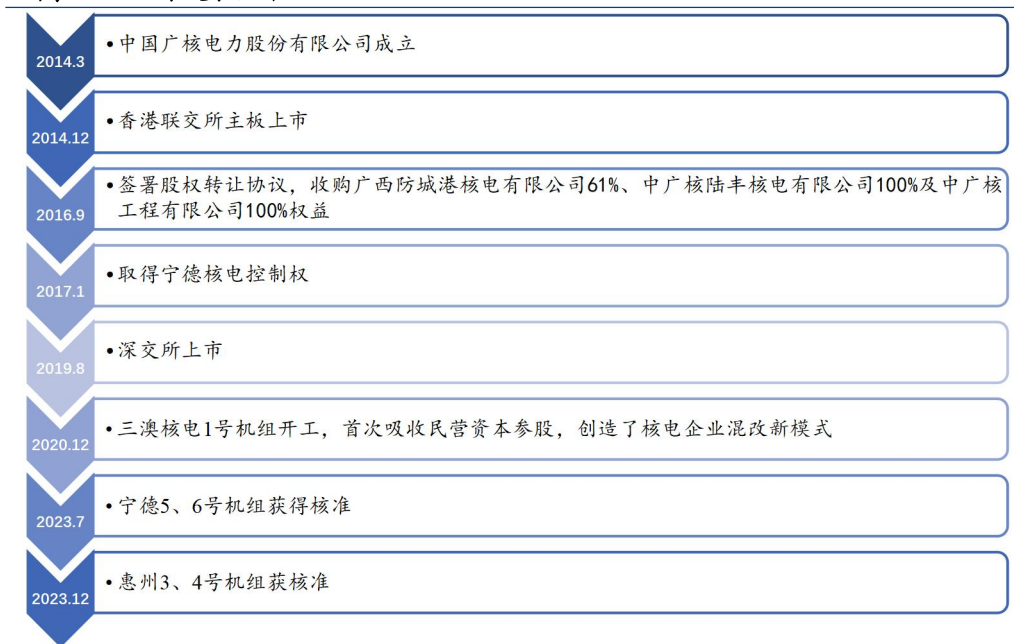 2014.3
•中国广核电力股份有限公司成立
2014.12
•香港联交所主板上市
2016.9
•签署股权转让协议，收购广西防城港核电有限公司61%、中广核陆丰核电有限公司100%及中广核
工程有限公司100%权益
2017.1
•取得宁德核电控制权
2019.8
•深交所上市
2020.12
•三澳核电1号机组开工，首次吸收民营资本参股，创造了核电企业混改新模式
2023.7
•宁德5、6号机组获得核准
2023.12
•惠州3、4号机组获核准